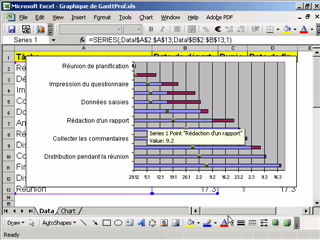 Microsoft Excel - Graphique de GanttProf.xls
File Edit View Insert Format Tools Chart Window Help
Series 1 =SERIES(,Data!$A$2:$A$13,Data!$B$2:$B$13,1)
Réunion de planification
Impression du questionnaire
Données saisies
Rédaction d'un rapport
Series 1 Point "Rédaction d'un rapport"
Value: 9.2
Collecter les commentaires
Distribution pendant la réunion
29.12 5.1 12.1 19.1 26.1 2.2 9.2 16.2 23.2 2.3 9.3 16.3
13 Réunion 17.3 1 17.3
Data Chart
Draw AutoShapes
Ready